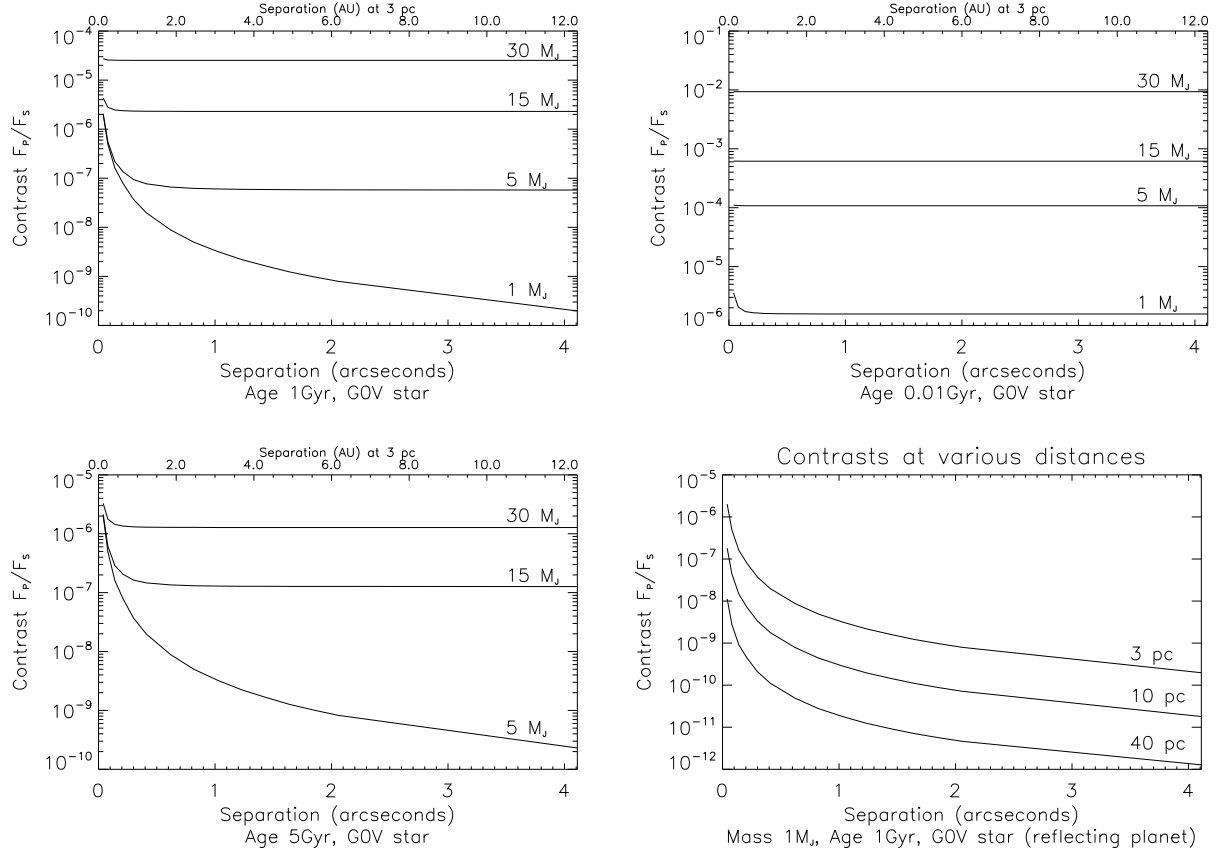 Separation (AU) at 3 pc
0.0 2.0 4.0 6.0 8.0 10.0 12.0
10⁻⁴
10⁻⁵
10⁻⁶
10⁻⁷
10⁻⁸
10⁻⁹
10⁻¹⁰
Contrast Fₚ/Fₛ
30 M_J
15 M_J
5 M_J
1 M_J
0 1 2 3 4
Separation (arcseconds)
Age 1Gyr, G0V star
Separation (AU) at 3 pc
0.0 2.0 4.0 6.0 8.0 10.0 12.0
10⁻¹
10⁻²
10⁻³
10⁻⁴
10⁻⁵
10⁻⁶
Contrast Fₚ/Fₛ
30 M_J
15 M_J
5 M_J
1 M_J
0 1 2 3 4
Separation (arcseconds)
Age 0.01Gyr, G0V star
Separation (AU) at 3 pc
0.0 2.0 4.0 6.0 8.0 10.0 12.0
10⁻⁵
10⁻⁶
10⁻⁷
10⁻⁸
10⁻⁹
10⁻¹⁰
Contrast Fₚ/Fₛ
30 M_J
15 M_J
5 M_J
0 1 2 3 4
Separation (arcseconds)
Age 5Gyr, G0V star
Contrasts at various distances
10⁻⁵
10⁻⁶
10⁻⁷
10⁻⁸
10⁻⁹
10⁻¹⁰
10⁻¹¹
10⁻¹²
Contrast Fₚ/Fₛ
3 pc
10 pc
40 pc
0 1 2 3 4
Separation (arcseconds)
Mass 1M_J, Age 1Gyr, G0V star (reflecting planet)